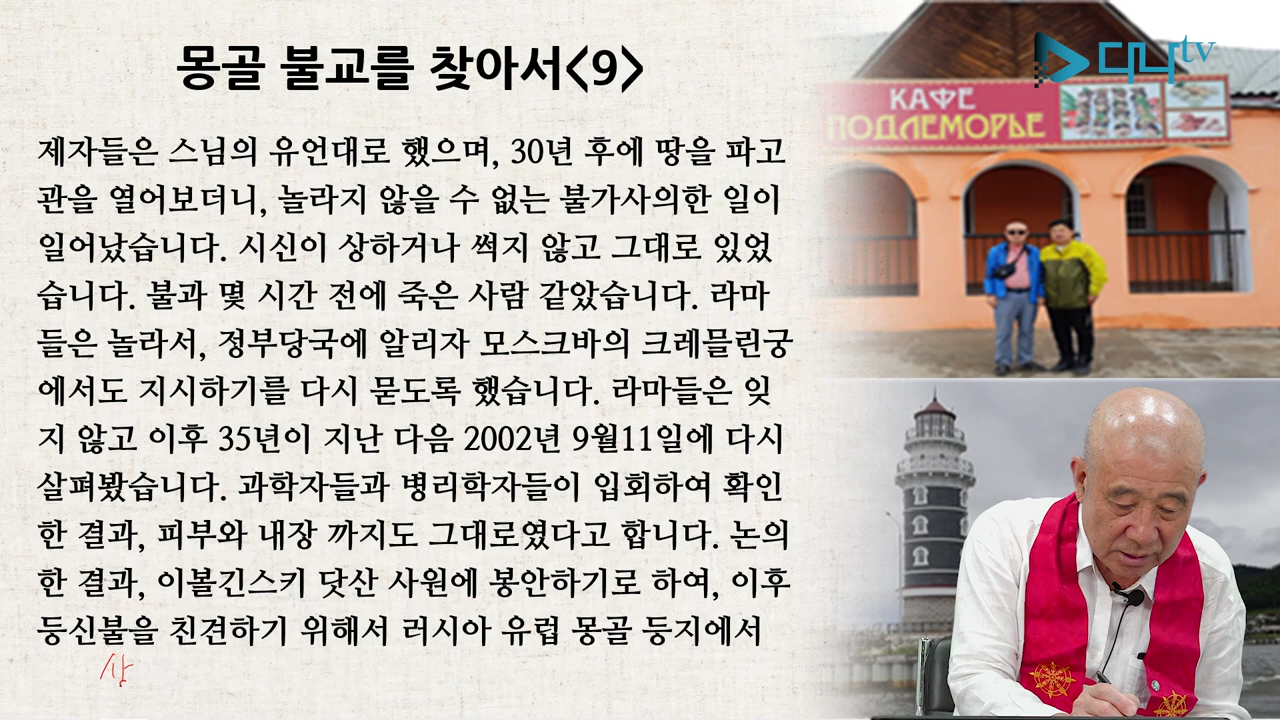 몽골 불교를 찾아서<9>
다나tv
КАФЕ
ПОДЛЕМОРЬЕ
제자들은 스님의 유언대로 했으며, 30년 후에 땅을 파고
관을 열어보더니, 놀라지 않을 수 없는 불가사의한 일이
일어났습니다. 시신이 상하거나 썩지 않고 그대로 있었
습니다. 불과 몇 시간 전에 죽은 사람 같았습니다. 라마
들은 놀라서, 정부당국에 알리자 모스크바의 크레믈린궁
에서도 지시하기를 다시 묻도록 했습니다. 라마들은 잊
지 않고 이후 35년이 지난 다음 2002년 9월11일에 다시
살펴봤습니다. 과학자들과 병리학자들이 입회하여 확인
한 결과, 피부와 내장 까지도 그대로였다고 합니다. 논의
한 결과, 이볼긴스키 닷산 사원에 봉안하기로 하여, 이후
등신불을 친견하기 위해서 러시아 유럽 몽골 등지에서
상